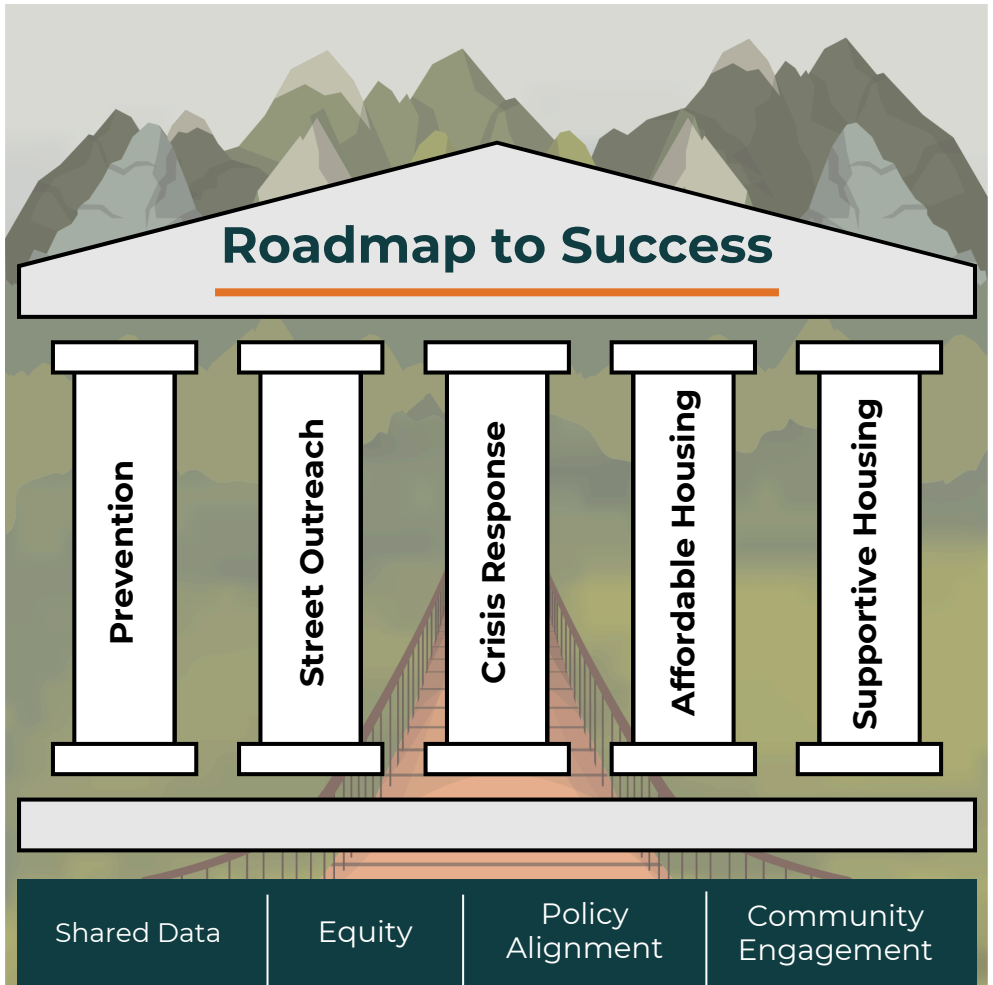 Roadmap to Success
Prevention
Street Outreach
Crisis Response
Affordable Housing
Supportive Housing
Shared Data
Equity
Policy
Alignment
Community
Engagement